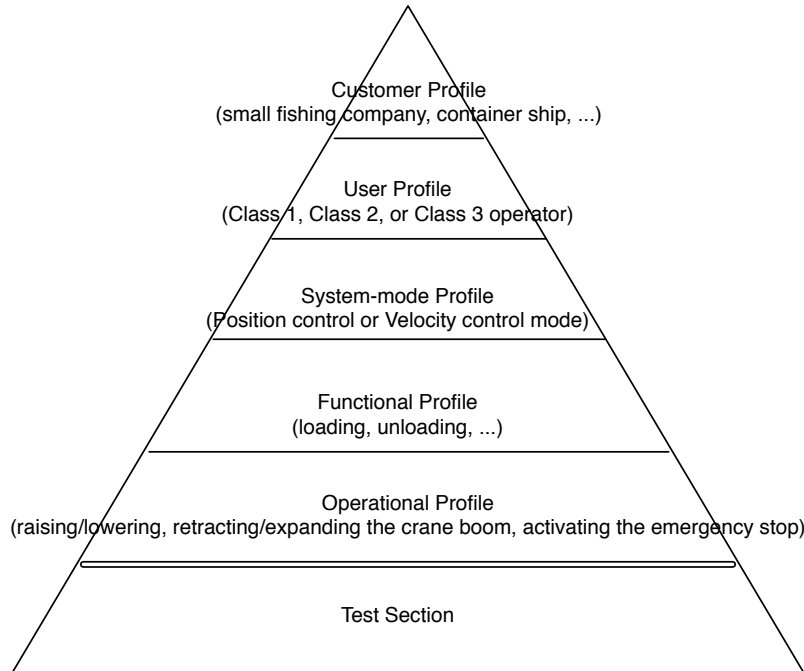 Customer Profile
(small fishing company, container ship, ...)
User Profile
(Class 1, Class 2, or Class 3 operator)
System-mode Profile
(Position control or Velocity control mode)
Functional Profile
(loading, unloading, ...)
Operational Profile
(raising/lowering, retracting/expanding the crane boom, activating the emergency stop)
Test Section